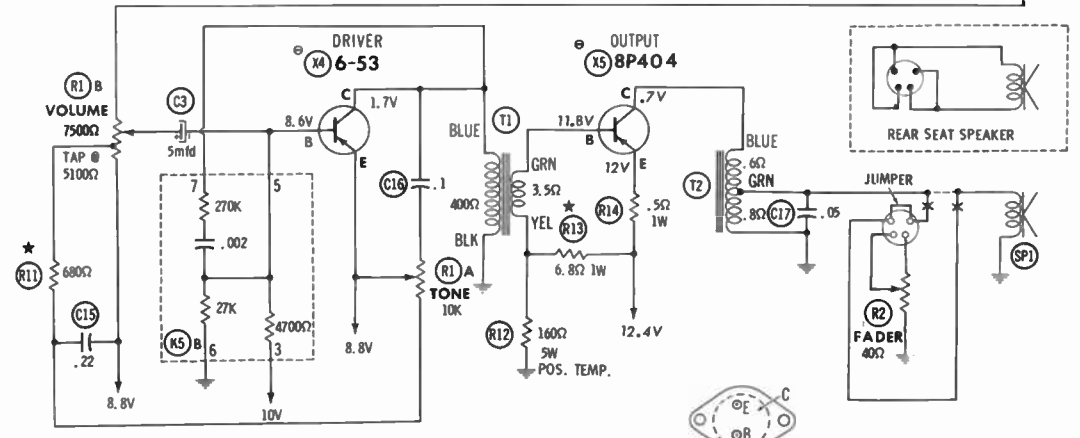 DRIVER
⊖ X4 6-53
⊖ OUTPUT
X5 8P404
R1 B
VOLUME
7500Ω
C3
5mfd
TAP @
5100Ω
8.6V
B
C
1.7V
E
BLUE
T1
C16 .1
400Ω
BLK
GRN
3.5Ω
YEL
11.8V
B
C
.7V
12V
E
R14
.5Ω
1W
★
R13
6.8Ω 1W
BLUE
.6Ω
GRN
T2
.8Ω
C17 .05
REAR SEAT SPEAKER
JUMPER
SP1
7
5
270K
.002
27K
4700Ω
K5 B
6
3
★
R11
680Ω
C15
.22
8.8V
10V
8.8V
R1 A
TONE
10K
R12
160Ω
5W
POS. TEMP.
12.4V
R2
FADER
40Ω
E
C
B